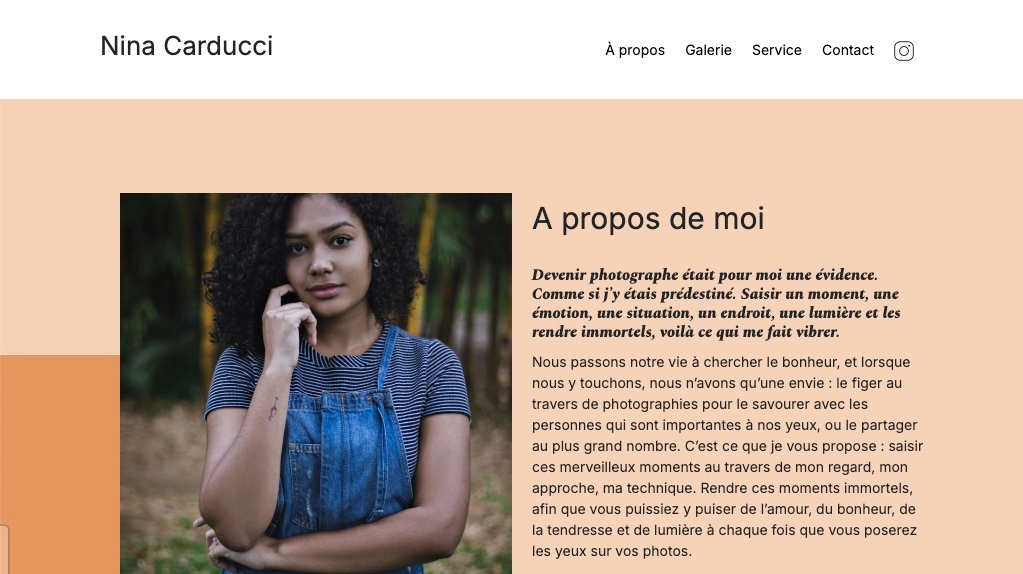 Nina Carducci
À propos Galerie Service Contact
A propos de moi
Devenir photographe était pour moi une évidence.
Comme si j’y étais prédestiné. Saisir un moment, une
émotion, une situation, un endroit, une lumière et les
rendre immortels, voilà ce qui me fait vibrer.
Nous passons notre vie à chercher le bonheur, et lorsque
nous y touchons, nous n’avons qu’une envie : le figer au
travers de photographies pour le savourer avec les
personnes qui sont importantes à nos yeux, ou le partager
au plus grand nombre. C’est ce que je vous propose : saisir
ces merveilleux moments au travers de mon regard, mon
approche, ma technique. Rendre ces moments immortels,
afin que vous puissiez y puiser de l’amour, du bonheur, de
la tendresse et de lumière à chaque fois que vous poserez
les yeux sur vos photos.